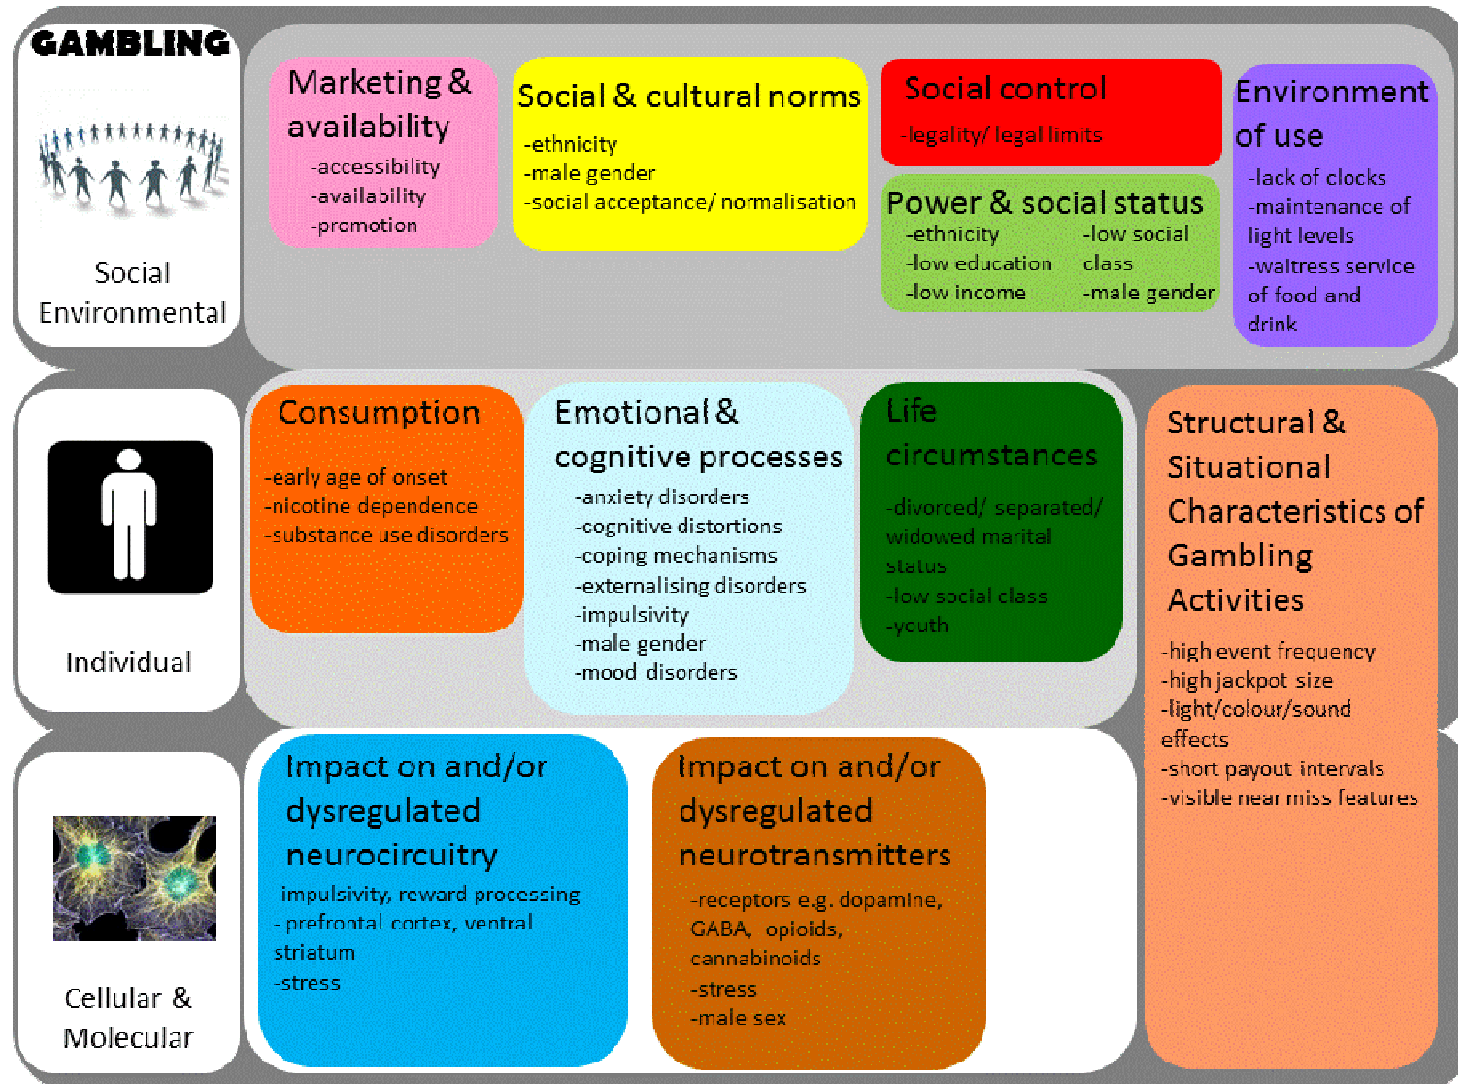 GAMBLING
Social
Environmental
Marketing &
availability
-accessibility
-availability
-promotion
Social & cultural norms
-ethnicity
-male gender
-social acceptance/ normalisation
Social control
-legality/ legal limits
Power & social status
-ethnicity
-low education
-low income
-low social
class
-male gender
Environment
of use
-lack of clocks
-maintenance of
light levels
-waitress service
of food and
drink
Individual
Consumption
-early age of onset
-nicotine dependence
-substance use disorders
Emotional &
cognitive processes
-anxiety disorders
-cognitive distortions
-coping mechanisms
-externalising disorders
-impulsivity
-male gender
-mood disorders
Life
circumstances
-divorced/ separated/
widowed marital
status
-low social class
-youth
Structural &
Situational
Characteristics of
Gambling
Activities
-high event frequency
-high jackpot size
-light/colour/sound
effects
-short payout intervals
-visible near miss features
Cellular &
Molecular
Impact on and/or
dysregulated
neurocircuitry
impulsivity, reward processing
- prefrontal cortex, ventral
striatum
-stress
Impact on and/or
dysregulated
neurotransmitters
-receptors e.g. dopamine,
GABA, opioids,
cannabinoids
-stress
-male sex